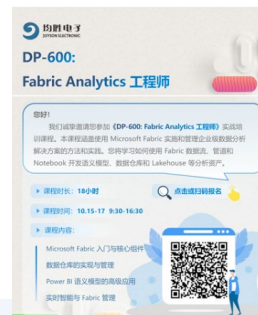 均胜电子
JOYSON ELECTRONIC
DP-600:
Fabric Analytics 工程师
您好!
我们诚挚邀请您参加《DP-600: Fabric Analytics 工程师》实战培
训课程。本课程涵盖使用 Microsoft Fabric 实施和管理企业级数据分析
解决方案的方法和实践。您将学习如何使用 Fabric 数据流、管道和
Notebook 开发语义模型、数据仓库和 Lakehouse 等分析资产。
课程时长: 18小时
点击或扫码报名
课程时间: 10.15-17 9:30-16:30
课程内容:
Microsoft Fabric 入门与核心组件
数据仓库的实现与管理
Power BI 语义模型的高级应用
实时智能与 Fabric 管理